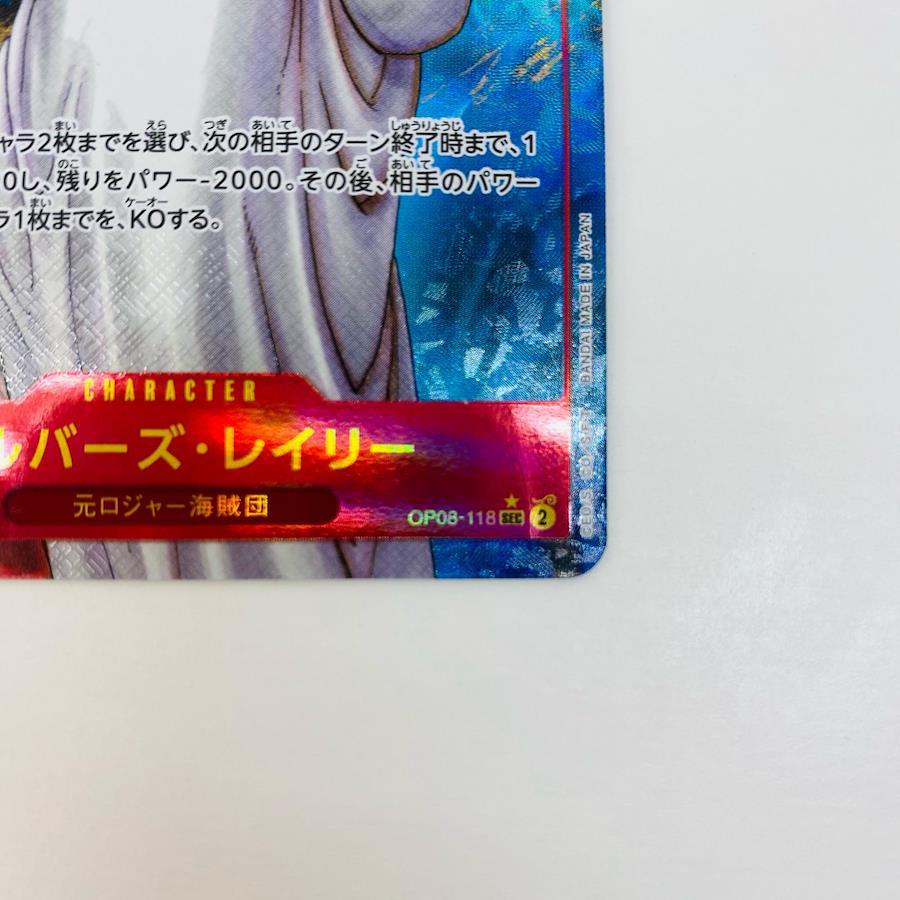 ャラ2枚までを選び、次の相手のターン終了時まで、1
0し、残りをパワー-2000。その後、相手のパワー
ラ1枚までを、KOする。
CHARACTER
ルバーズ・レイリー
元ロジャー海賊団
OP08-118 SEC 2
BANDAI MADE IN JAPAN